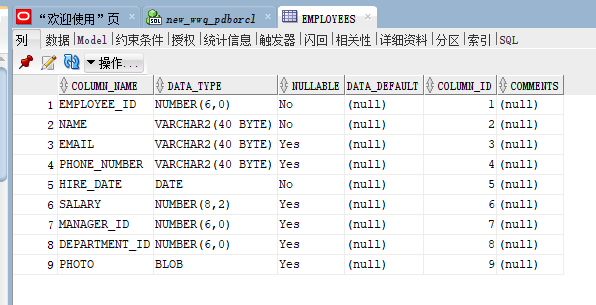 “欢迎使用”页 new_wwq_pdborcl EMPLOYEES
列 数据 Model 约束条件 授权 统计信息 触发器 闪回 相关性 详细资料 分区 索引 SQL
操作...
COLUMN_NAME DATA_TYPE NULLABLE DATA_DEFAULT COLUMN_ID COMMENTS
1 EMPLOYEE_ID NUMBER(6,0) No (null) 1 (null)
2 NAME VARCHAR2(40 BYTE) No (null) 2 (null)
3 EMAIL VARCHAR2(40 BYTE) Yes (null) 3 (null)
4 PHONE_NUMBER VARCHAR2(40 BYTE) Yes (null) 4 (null)
5 HIRE_DATE DATE No (null) 5 (null)
6 SALARY NUMBER(8,2) Yes (null) 6 (null)
7 MANAGER_ID NUMBER(6,0) Yes (null) 7 (null)
8 DEPARTMENT_ID NUMBER(6,0) Yes (null) 8 (null)
9 PHOTO BLOB Yes (null) 9 (null)